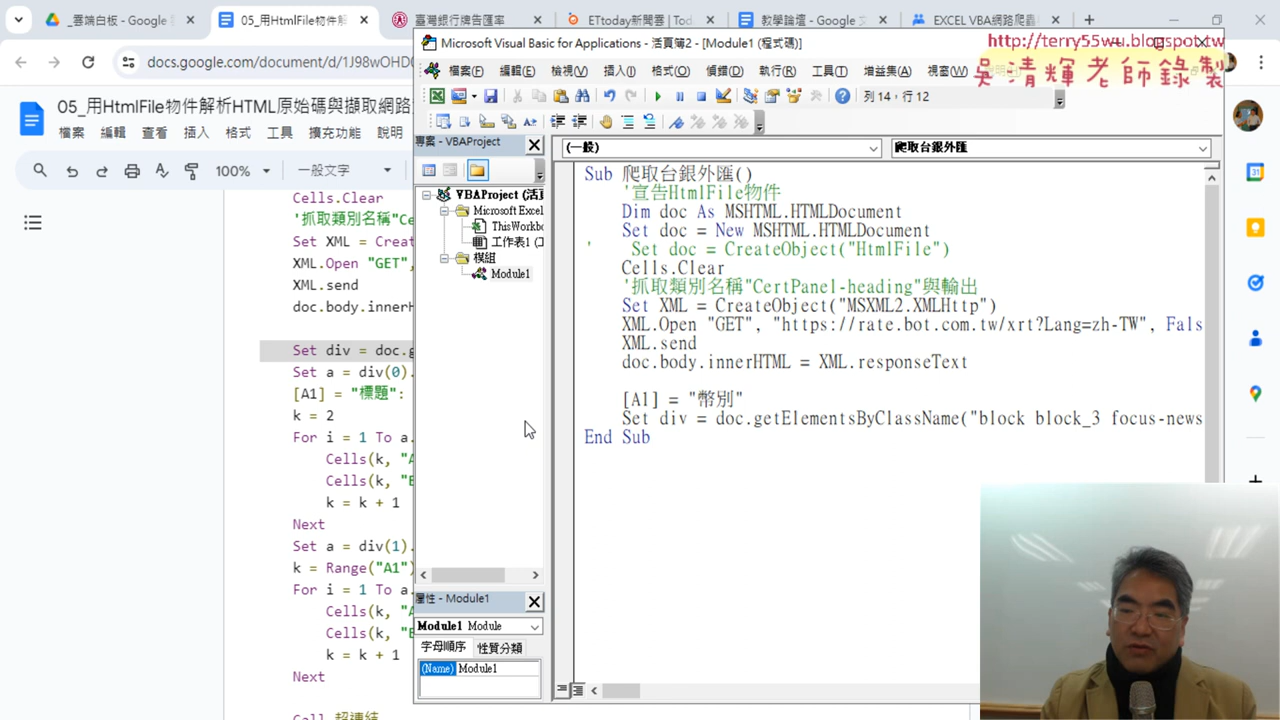 _雲端白板 - Google
05_用HtmlFile物件解
臺灣銀行牌告匯率
ETtoday新聞雲 | Tod
教學論壇 - Google 文
EXCEL VBA網路爬蟲
docs.google.com/document/d/1J98wOHD
05_用HtmlFile物件解析HTML原始碼與擷取網路
檔案 編輯 查看 插入 格式 工具 擴充功能 說明
100% 一般文字
Cells.Clear
'抓取類別名稱"Ce
Set XML = Creat
XML.Open "GET",
XML.send
doc.body.innerH
Set div = doc.g
Set a = div(0).
[A1] = "標題":
k = 2
For i = 1 To a.
Cells(k, "A
Cells(k, "B
k = k + 1
Next
Set a = div(1).
k = Range("A1")
For i = 1 To a.
Cells(k, "A
Cells(k, "B
k = k + 1
Next
Call 超連結
Microsoft Visual Basic for Applications - 活頁簿2 - [Module1 (程式碼)]
http://terry55wu.blogspot.tw
吳清輝老師錄製
檔案(F) 編輯(E) 檢視(V) 插入(I) 格式(O) 偵錯(D) 執行(R) 工具(T) 增益集(A) 視窗(W)
列 14，行 12
專案 - VBAProject
VBAProject (活
Microsoft Excel
ThisWorkbo
工作表1 (工
模組
Module1
屬性 - Module1
Module1 Module
字母順序 性質分類
(Name) Module1
(一般) 爬取台銀外匯
Sub 爬取台銀外匯()
'宣告HtmlFile物件
Dim doc As MSHTML.HTMLDocument
Set doc = New MSHTML.HTMLDocument
' Set doc = CreateObject("HtmlFile")
Cells.Clear
'抓取類別名稱"CertPanel-heading"與輸出
Set XML = CreateObject("MSXML2.XMLHttp")
XML.Open "GET", "https://rate.bot.com.tw/xrt?Lang=zh-TW", Fals
XML.send
doc.body.innerHTML = XML.responseText
[A1] = "幣別"
Set div = doc.getElementsByClassName("block block_3 focus-news
End Sub